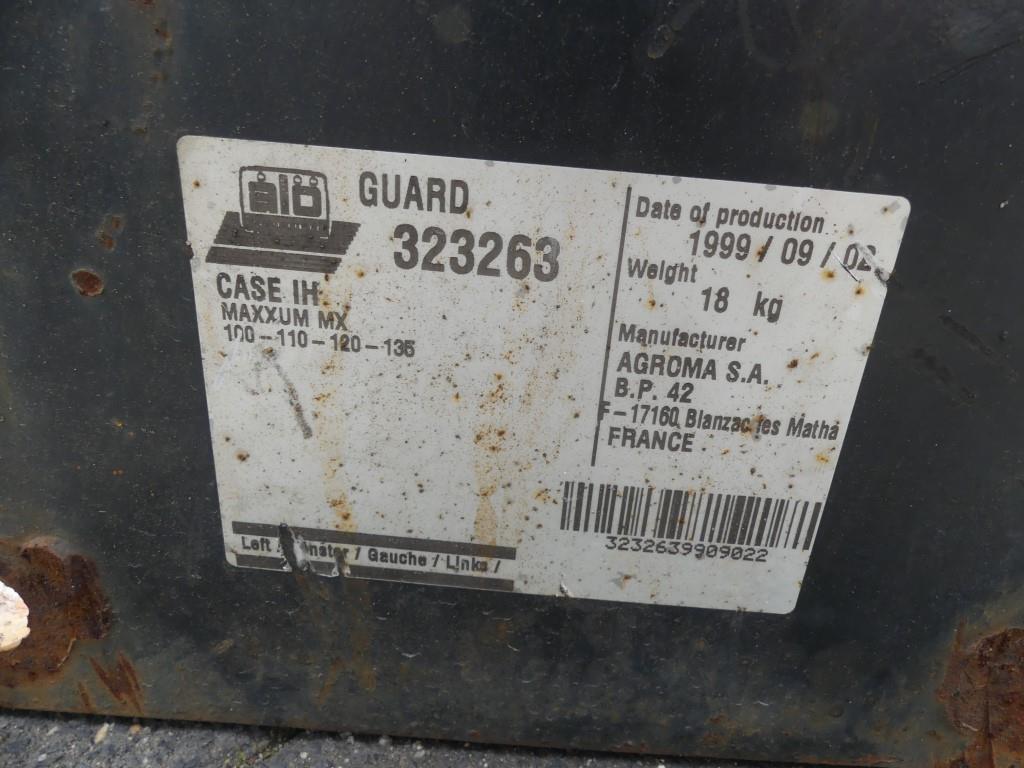 alö
GUARD
323263
CASE IH
MAXXUM MX
100-110-120-135
Left / / Gauche / Links /
Date of production
1999 / 09 / 02
Weight
18 kg
Manufacturer
AGROMA S.A.
B.P. 42
F-17160 Blanzac les Matha
FRANCE
3232639909022